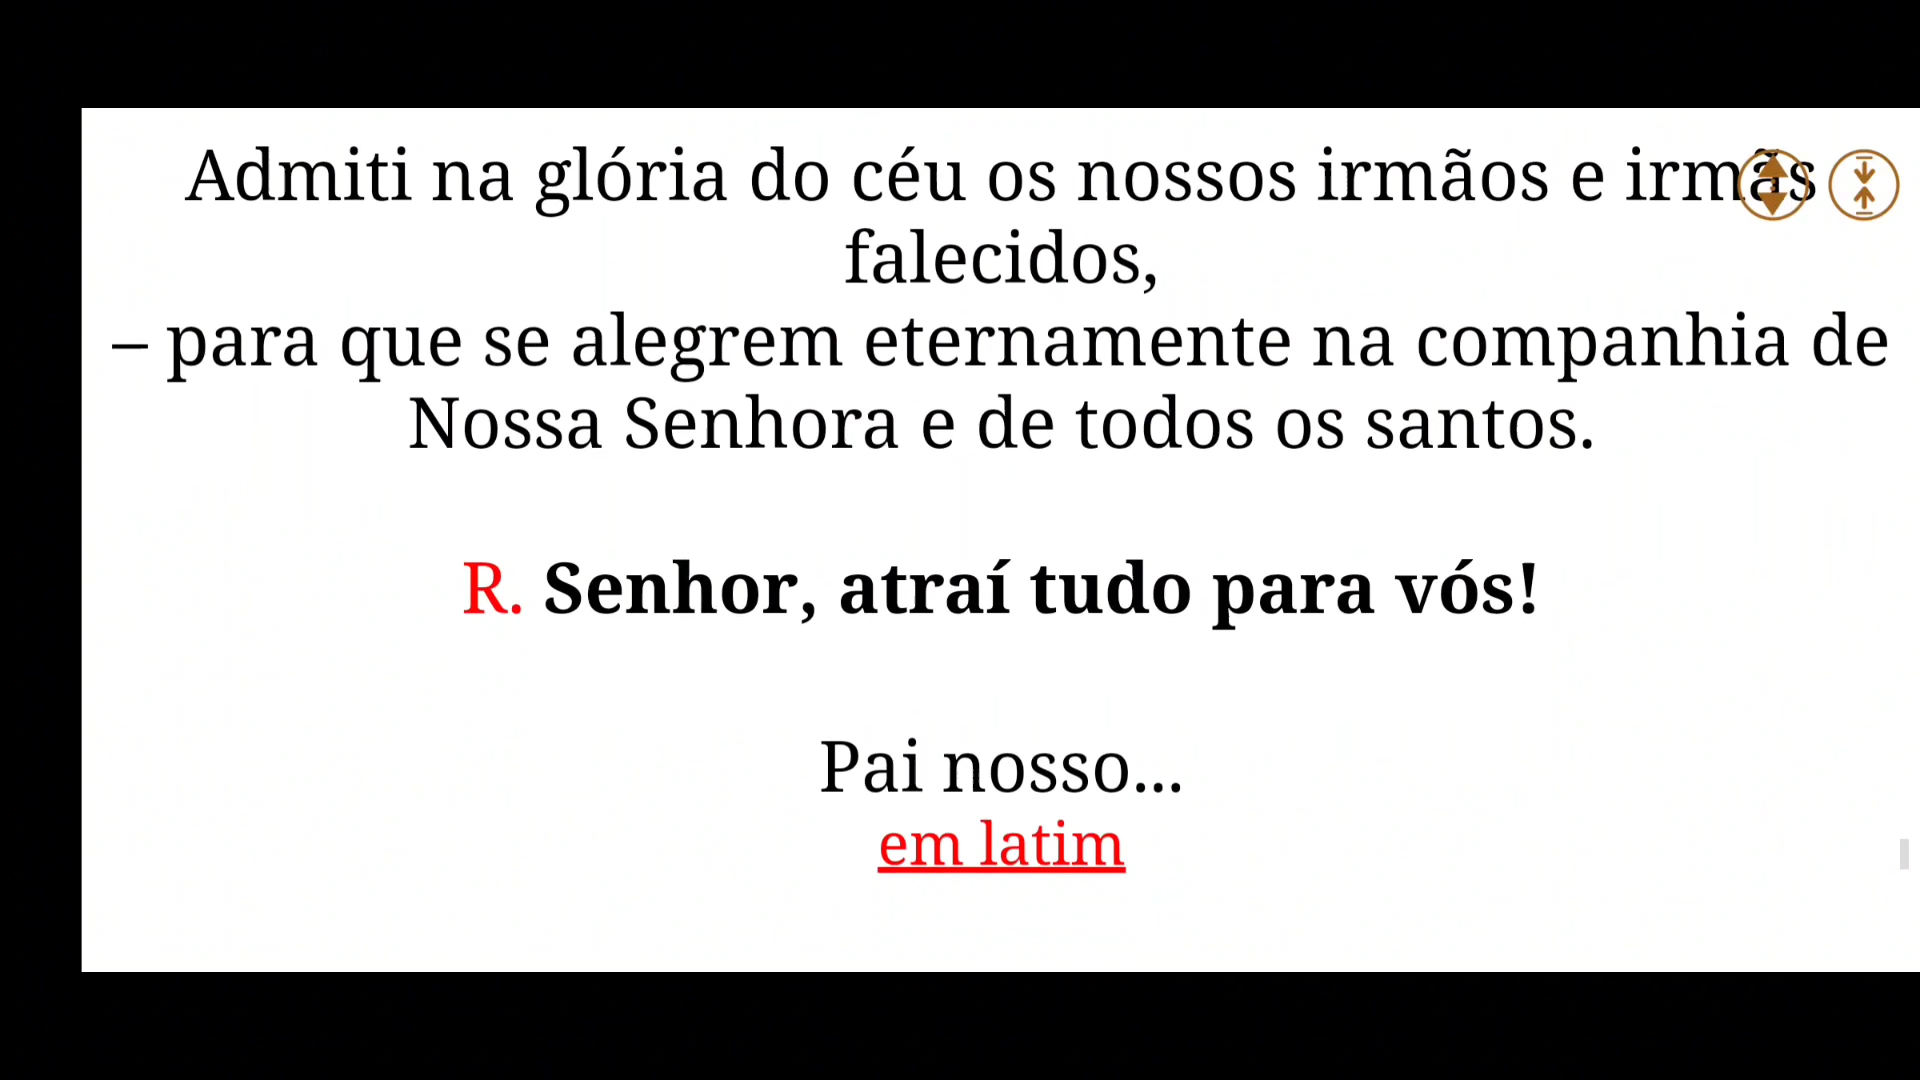 Admiti na glória do céu os nossos irmãos e irmãs
falecidos,
– para que se alegrem eternamente na companhia de
Nossa Senhora e de todos os santos.
R. Senhor, atraí tudo para vós!
Pai nosso...
em latim